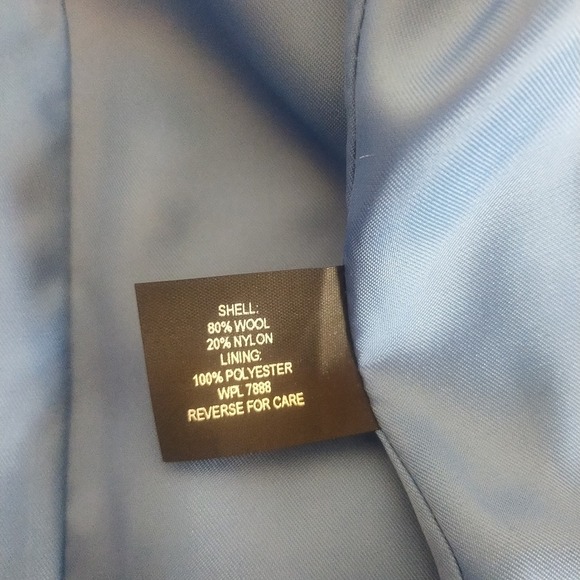 SHELL:
80% WOOL
20% NYLON
LINING:
100% POLYESTER
WPL 7888
REVERSE FOR CARE